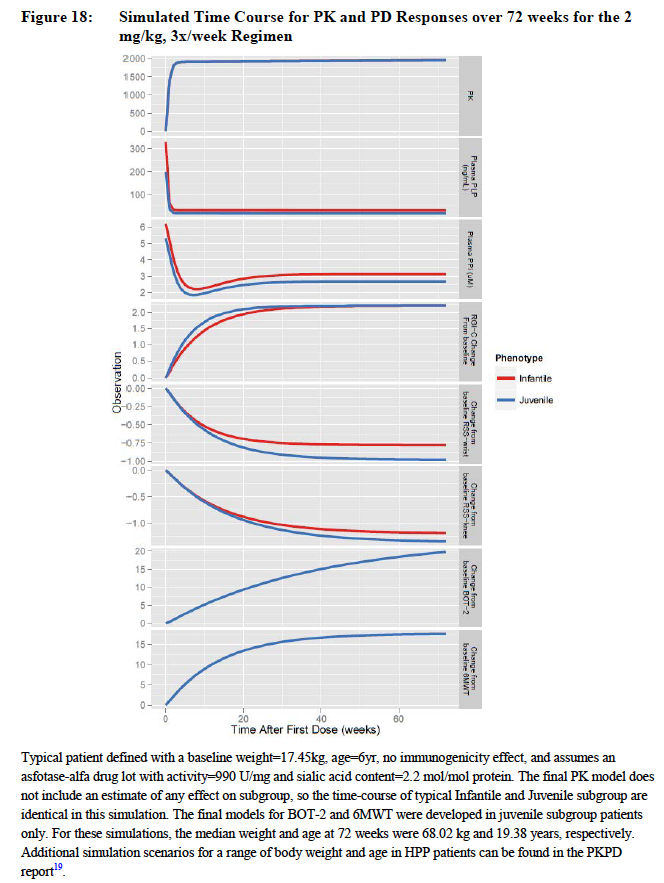 Figure 18: Simulated Time Course for PK and PD Responses over 72 weeks for the 2
mg/kg, 3x/week Regimen
2000
1500
1000
500
0
PK
300
200
100
Plasma PLP
(ng/mL)
6
5
4
3
2
Plasma PPi (uM)
2.0
1.5
1.0
0.5
0.0
RGI-C Change
From baseline
0.00
-0.25
-0.50
-0.75
-1.00
Change from
baseline RSS-wrist
0.0
-0.5
-1.0
Change from
baseline RSS-knee
20
15
10
5
0
Change from
baseline BOT-2
15
10
5
0
Change from
baseline 6MWT
Observation
0 20 40 60
Time After First Dose (weeks)
Phenotype
Infantile
Juvenile
Typical patient defined with a baseline weight=17.45kg, age=6yr, no immunogenicity effect, and assumes an
asfotase-alfa drug lot with activity=990 U/mg and sialic acid content=2.2 mol/mol protein. The final PK model does
not include an estimate of any effect on subgroup, so the time-course of typical Infantile and Juvenile subgroup are
identical in this simulation. The final models for BOT-2 and 6MWT were developed in juvenile subgroup patients
only. For these simulations, the median weight and age at 72 weeks were 68.02 kg and 19.38 years, respectively.
Additional simulation scenarios for a range of body weight and age in HPP patients can be found in the PKPD
report19.